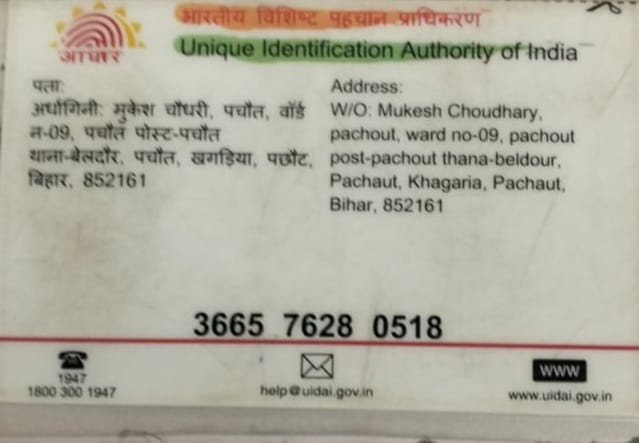 भारतीय विशिष्ट पहचान प्राधिकरण
Unique Identification Authority of India
आधार
पता:
अर्धांगिनी: मुकेश चौधरी, पचौत, वॉर्ड
न-09, पचौत पोस्ट-पचौत
थाना-बेलदौर, पचौत, खगड़िया, पछौट,
बिहार, 852161
Address:
W/O: Mukesh Choudhary,
pachout, ward no-09, pachout
post-pachout thana-beldour,
Pachaut, Khagaria, Pachaut,
Bihar, 852161
3665 7628 0518
1947
1800 300 1947
help@uidai.gov.in
www
www.uidai.gov.in